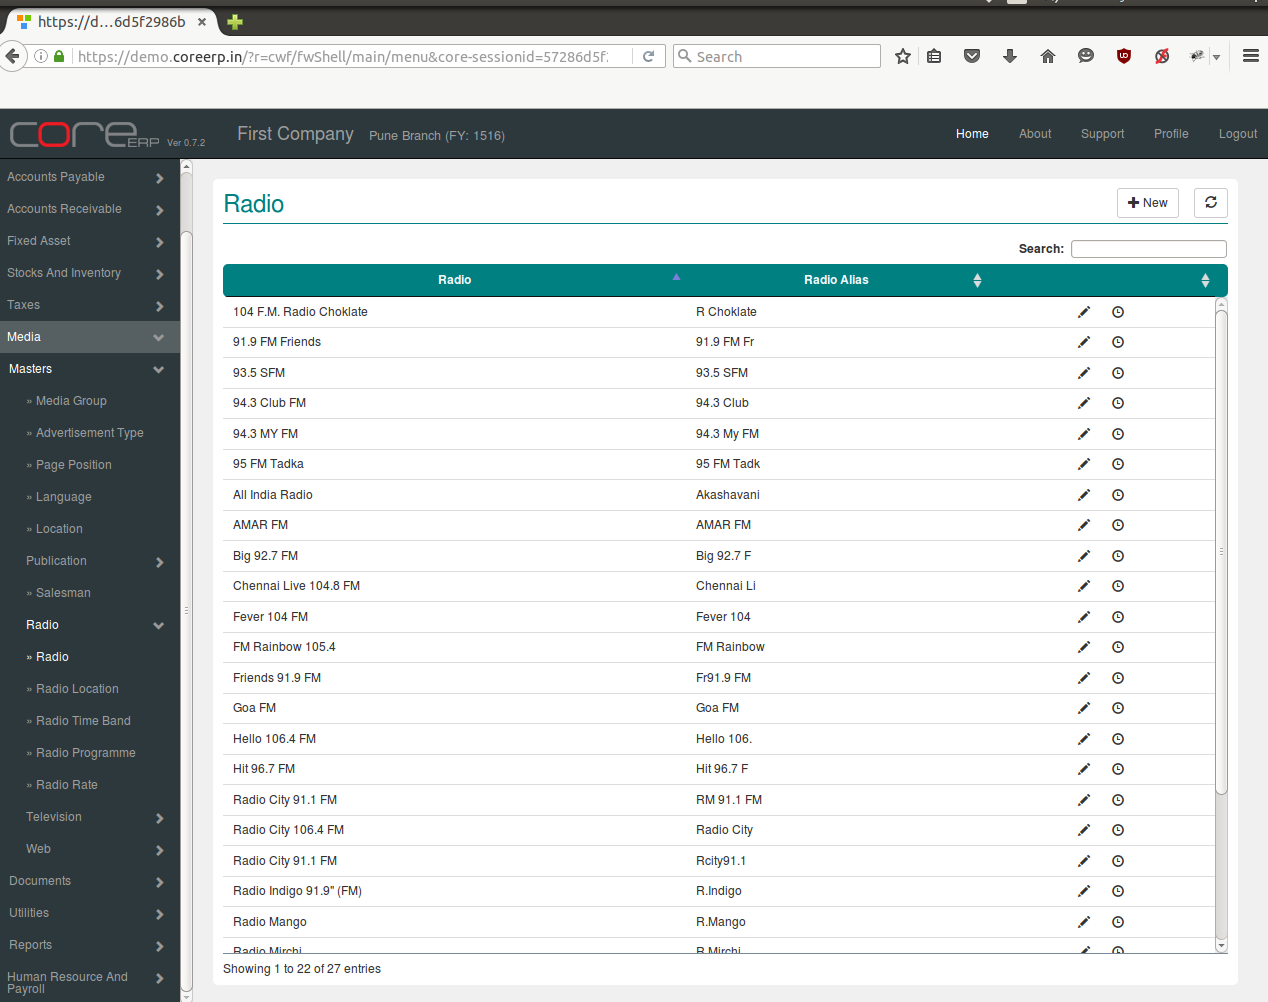 https://d...6d5f2986b
https://demo.coreerp.in/?r=cwf/fwShell/main/menu&core-sessionid=57286d5f2
Search
core ERP Ver 0.7.2
First Company Pune Branch (FY: 1516)
Home About Support Profile Logout
Accounts Payable
Accounts Receivable
Fixed Asset
Stocks And Inventory
Taxes
Media
Masters
» Media Group
» Advertisement Type
» Page Position
» Language
» Location
Publication
» Salesman
Radio
» Radio
» Radio Location
» Radio Time Band
» Radio Programme
» Radio Rate
Television
Web
Documents
Utilities
Reports
Human Resource And
Payroll
Radio
New
Search:
Radio Radio Alias
104 F.M. Radio Choklate R Choklate
91.9 FM Friends 91.9 FM Fr
93.5 SFM 93.5 SFM
94.3 Club FM 94.3 Club
94.3 MY FM 94.3 My FM
95 FM Tadka 95 FM Tadk
All India Radio Akashavani
AMAR FM AMAR FM
Big 92.7 FM Big 92.7 F
Chennai Live 104.8 FM Chennai Li
Fever 104 FM Fever 104
FM Rainbow 105.4 FM Rainbow
Friends 91.9 FM Fr91.9 FM
Goa FM Goa FM
Hello 106.4 FM Hello 106.
Hit 96.7 FM Hit 96.7 F
Radio City 91.1 FM RM 91.1 FM
Radio City 106.4 FM Radio City
Radio City 91.1 FM Rcity91.1
Radio Indigo 91.9" (FM) R.Indigo
Radio Mango R.Mango
Radio Mirchi R.Mirchi
Showing 1 to 22 of 27 entries